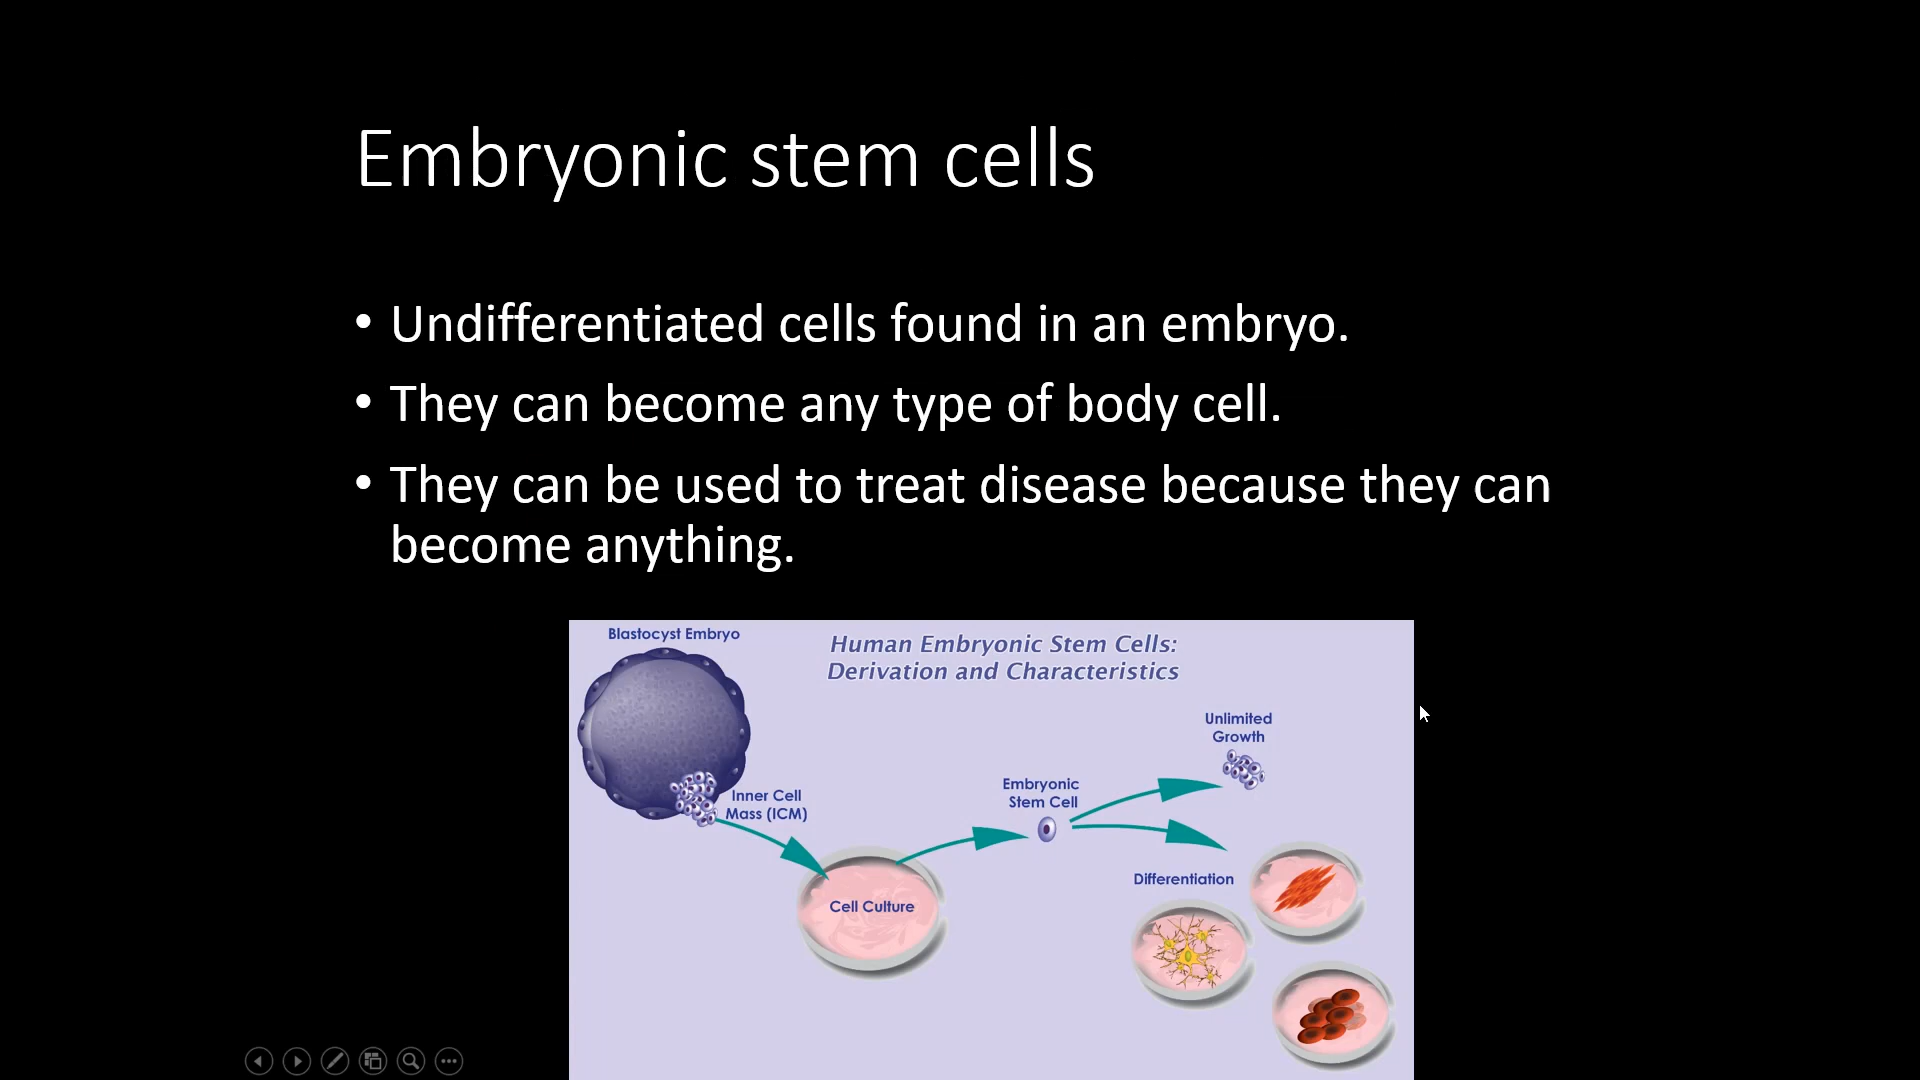 Embryonic stem cells
• Undifferentiated cells found in an embryo.
• They can become any type of body cell.
• They can be used to treat disease because they can
become anything.
Blastocyst Embryo
Human Embryonic Stem Cells:
Derivation and Characteristics
Unlimited
Growth
Inner Cell
Mass (ICM)
Embryonic
Stem Cell
Differentiation
Cell Culture